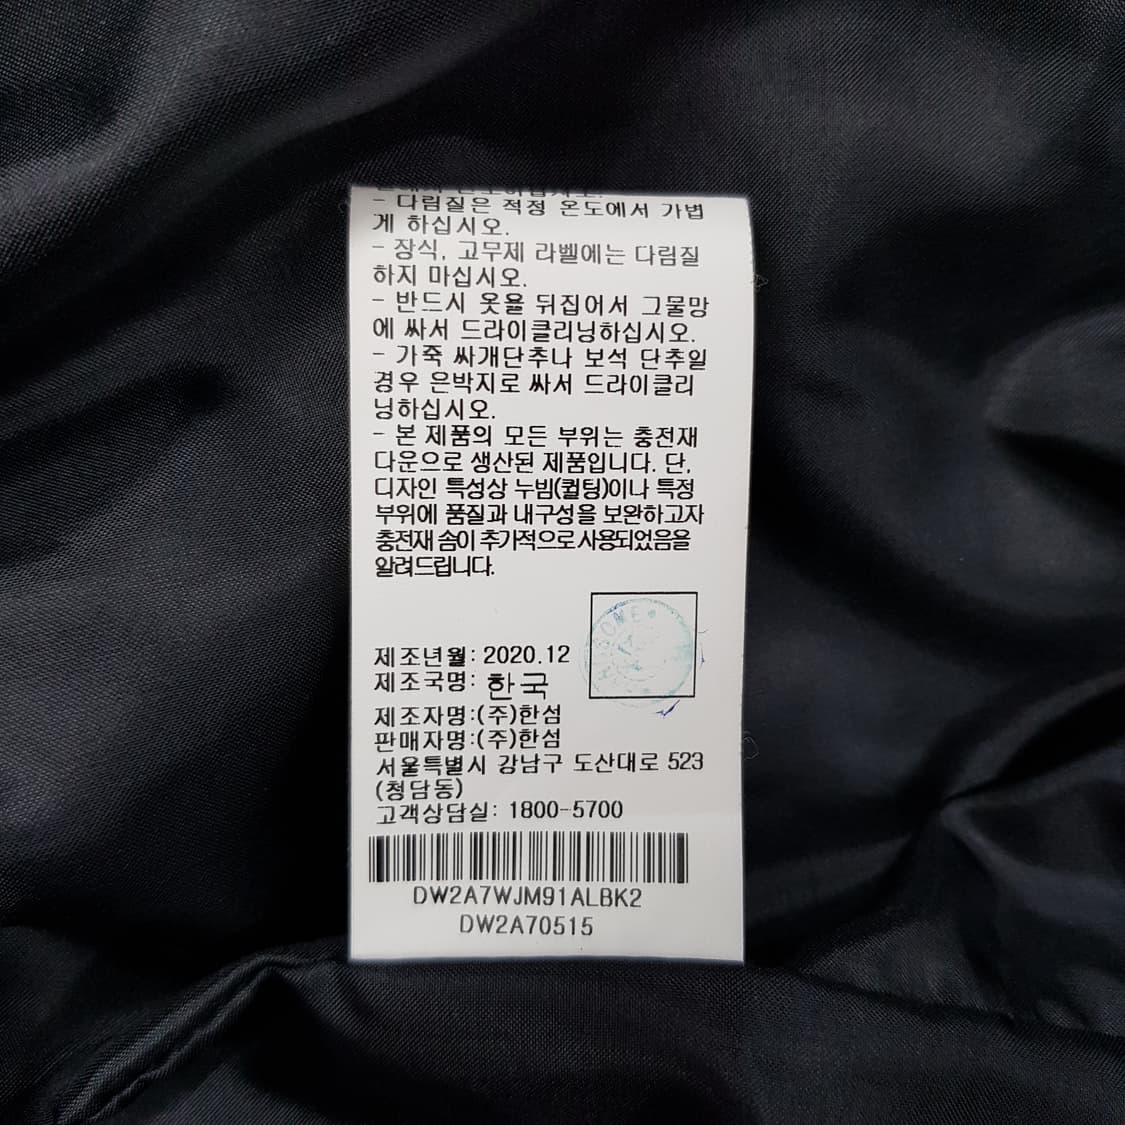 - 다림질은 적정 온도에서 가볍
게 하십시오.
- 장식, 고무제 라벨에는 다림질
하지 마십시오.
- 반드시 옷을 뒤집어서 그물망
에 싸서 드라이클리닝하십시오.
- 가죽 싸개단추나 보석 단추일
경우 은박지로 싸서 드라이클리
닝하십시오.
- 본 제품의 모든 부위는 충전재
다운으로 생산된 제품입니다. 단,
디자인 특성상 누빔(퀼팅)이나 특정
부위에 품질과 내구성을 보완하고자
충전재 솜이 추가적으로 사용되었음을
알려드립니다.
제조년월: 2020.12
제조국명: 한국
제조자명:(주)한섬
판매자명:(주)한섬
서울특별시 강남구 도산대로 523
(청담동)
고객상담실: 1800-5700
DW2A7WJM91ALBK2
DW2A70515